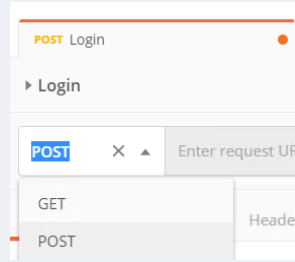 POST Login
Login
POST Enter request UR
GET
Heade
POST